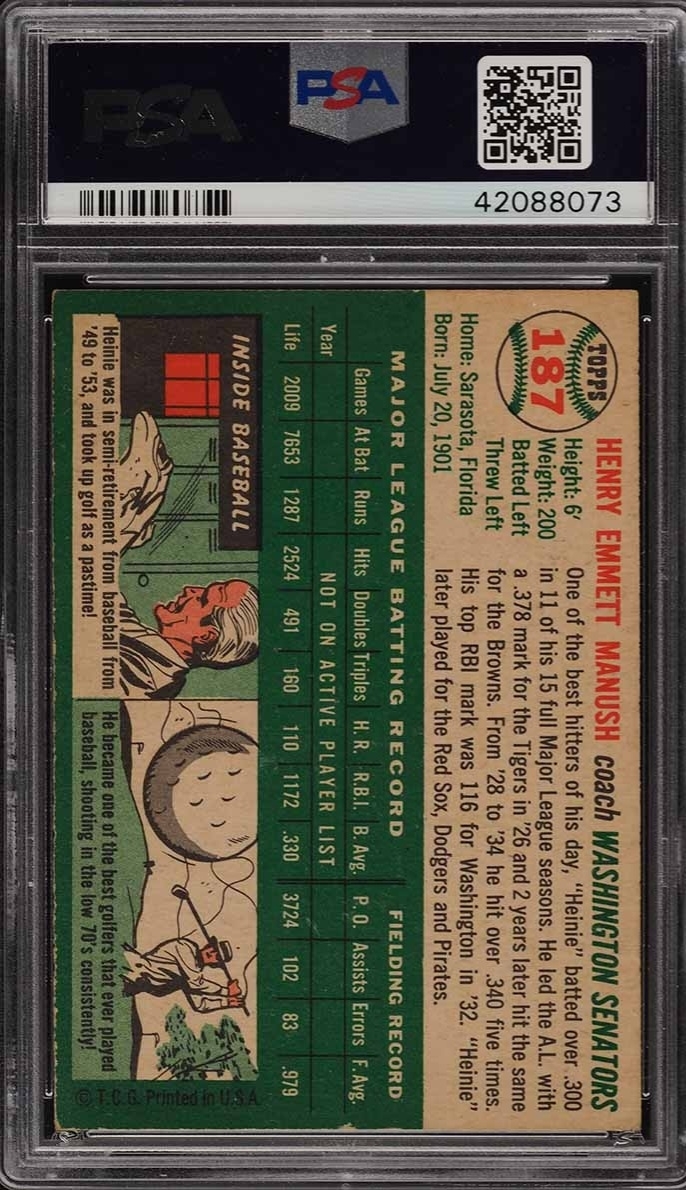 PSA
PSA
42088073
TOPPS
187
HENRY EMMETT MANUSH coach WASHINGTON SENATORS
Height: 6'
Weight: 200
Batted Left
Threw Left
Home: Sarasota, Florida
Born: July 20, 1901
One of the best hitters of his day, "Heinie" batted over .300
in 11 of his 15 full Major League seasons. He led the A.L. with
a .378 mark for the Tigers in '26 and 2 years later hit the same
for the Browns. From '28 to '34 he hit over .340 five times.
His top RBI mark was 116 for Washington in '32. "Heinie"
later played for the Red Sox, Dodgers and Pirates.
MAJOR LEAGUE BATTING RECORD FIELDING RECORD
Games At Bat Runs Hits Doubles Triples H.R. R.B.I. B. Avg. P.O. Assists Errors F. Avg.
Year NOT ON ACTIVE PLAYER LIST
Life 2009 7653 1287 2524 491 160 110 1172 .330 3724 102 83 .979
INSIDE BASEBALL
Heinie was in semi-retirement from baseball from
'49 to '53, and took up golf as a pastime!
He became one of the best golfers that ever played
baseball, shooting in the low 70's consistently!
© T.C.G. Printed in U.S.A.